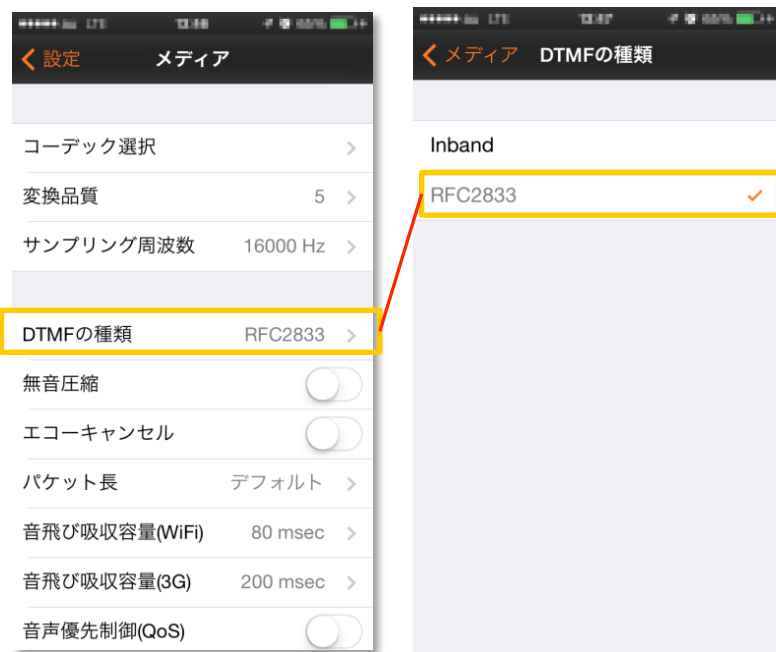 設定
メディア
コーデック選択
変換品質 5
サンプリング周波数 16000 Hz
DTMFの種類 RFC2833
無音圧縮
エコーキャンセル
パケット長 デフォルト
音飛び吸収容量(WiFi) 80 msec
音飛び吸収容量(3G) 200 msec
音声優先制御(QoS)
メディア
DTMFの種類
Inband
RFC2833